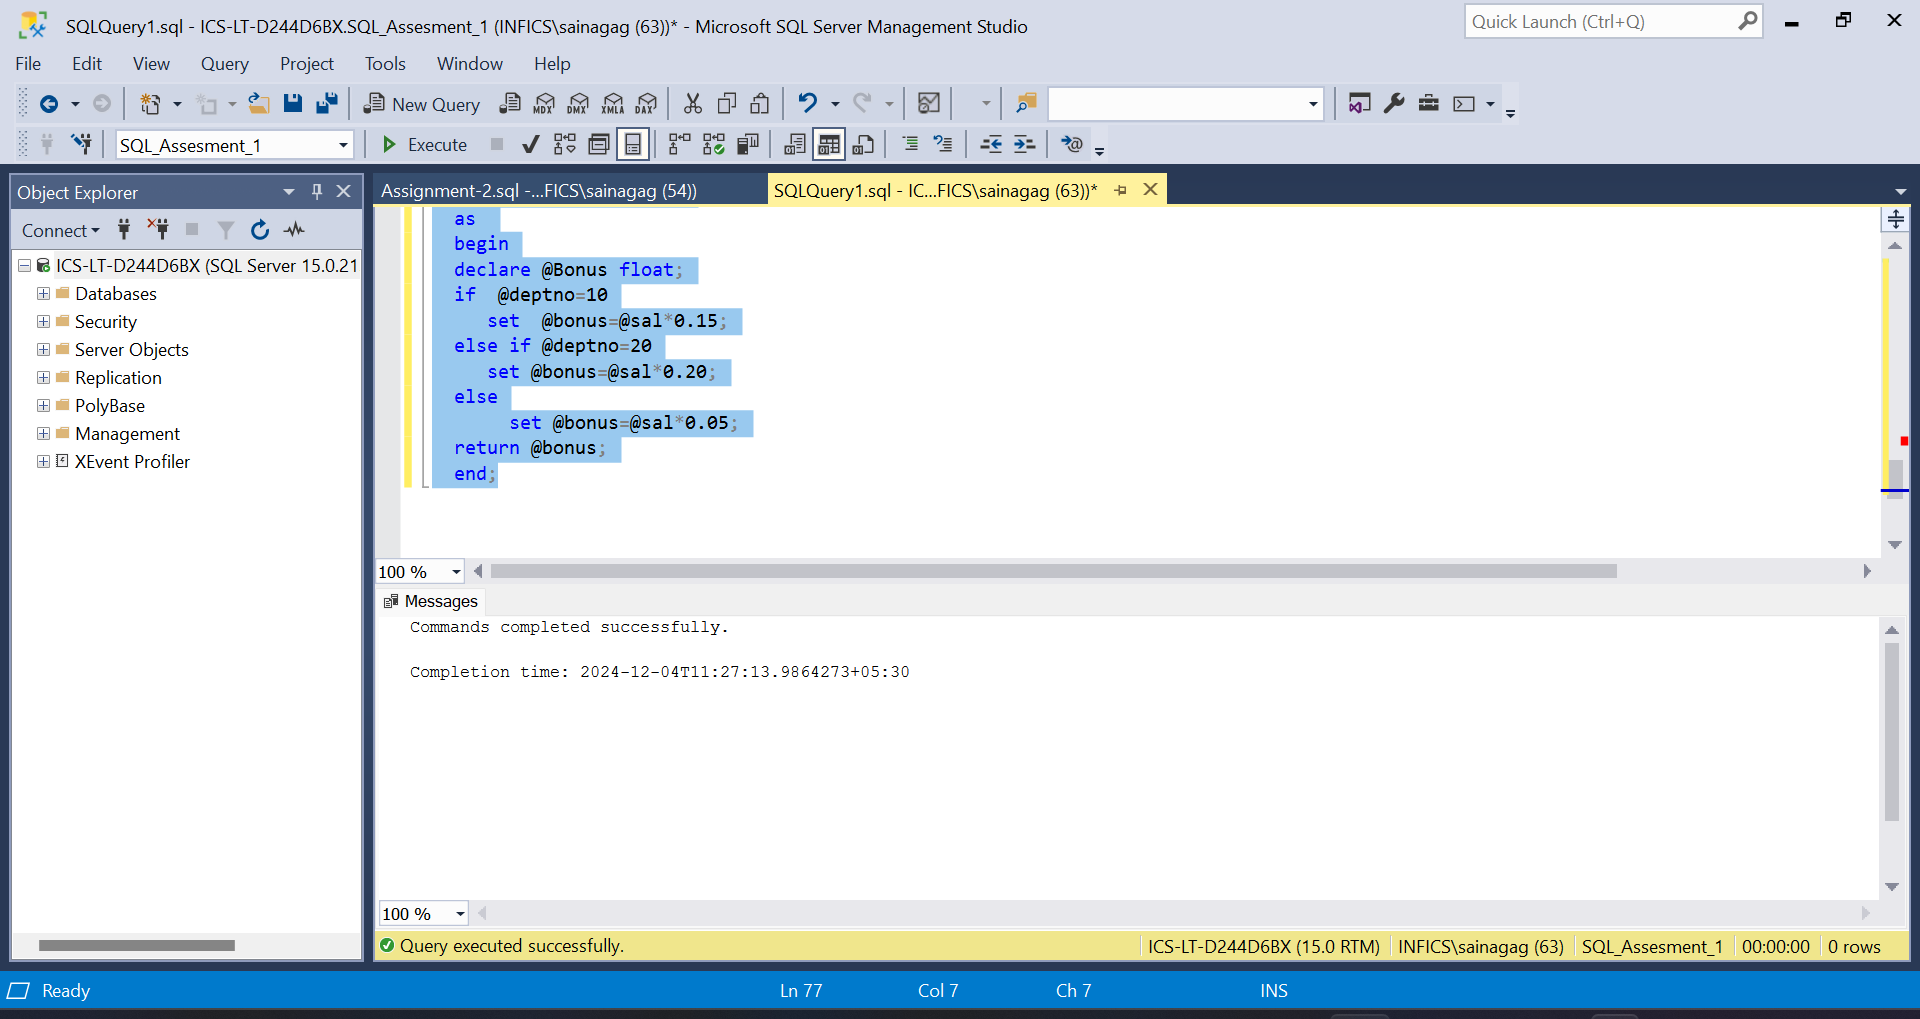 SQLQuery1.sql - ICS-LT-D244D6BX.SQL_Assesment_1 (INFICS\sainagag (63))* - Microsoft SQL Server Management Studio
Quick Launch (Ctrl+Q)
File Edit View Query Project Tools Window Help
New Query MDX DMX XMLA DAX
SQL_Assesment_1 Execute
Object Explorer
Connect
ICS-LT-D244D6BX (SQL Server 15.0.21
Databases
Security
Server Objects
Replication
PolyBase
Management
XEvent Profiler
Assignment-2.sql -...FICS\sainagag (54))
SQLQuery1.sql - IC...FICS\sainagag (63))*
as
begin
declare @Bonus float;
if @deptno=10
set @bonus=@sal*0.15;
else if @deptno=20
set @bonus=@sal*0.20;
else
set @bonus=@sal*0.05;
return @bonus;
end;
100 %
Messages
Commands completed successfully.
Completion time: 2024-12-04T11:27:13.9864273+05:30
100 %
Query executed successfully. ICS-LT-D244D6BX (15.0 RTM) INFICS\sainagag (63) SQL_Assesment_1 00:00:00 0 rows
Ready Ln 77 Col 7 Ch 7 INS